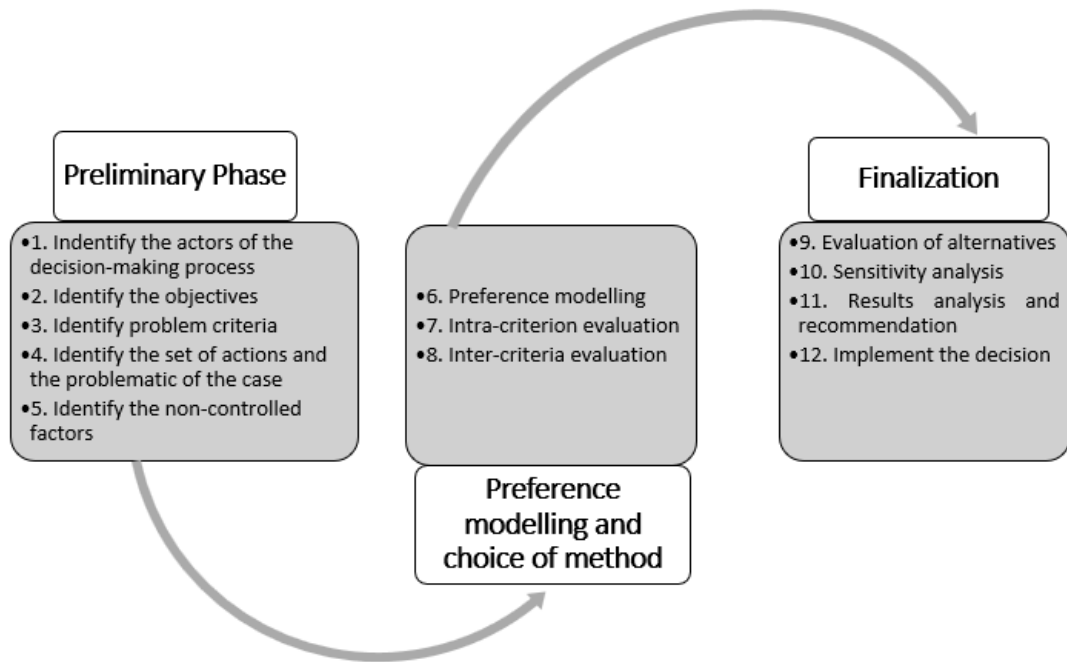 Preliminary Phase
•1. Indentify the actors of the
decision-making process
•2. Identify the objectives
•3. Identify problem criteria
•4. Identify the set of actions and
the problematic of the case
•5. Identify the non-controlled
factors
•6. Preference modelling
•7. Intra-criterion evaluation
•8. Inter-criteria evaluation
Preference
modelling and
choice of method
Finalization
•9. Evaluation of alternatives
•10. Sensitivity analysis
•11. Results analysis and
recommendation
•12. Implement the decision